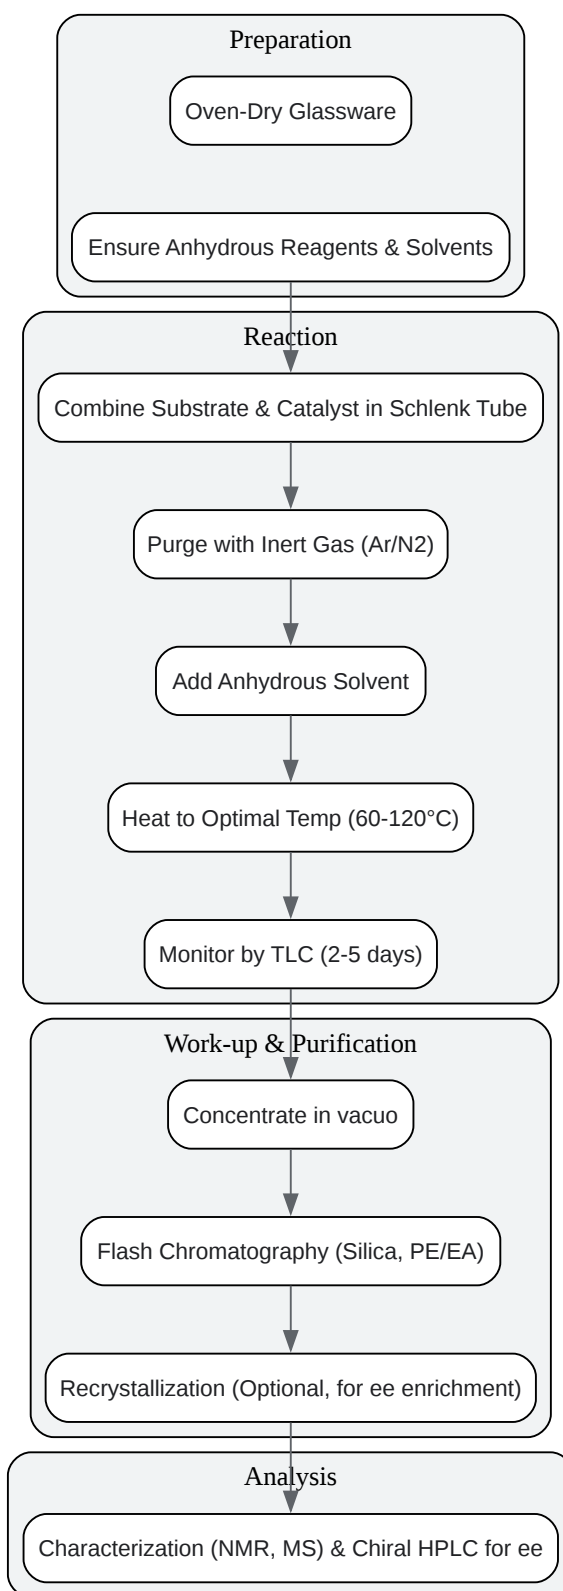 Preparation
Oven-Dry Glassware
Ensure Anhydrous Reagents & Solvents
Reaction
Combine Substrate & Catalyst in Schlenk Tube
Purge with Inert Gas (Ar/N2)
Add Anhydrous Solvent
Heat to Optimal Temp (60-120°C)
Monitor by TLC (2-5 days)
Work-up & Purification
Concentrate in vacuo
Flash Chromatography (Silica, PE/EA)
Recrystallization (Optional, for ee enrichment)
Analysis
Characterization (NMR, MS) & Chiral HPLC for ee